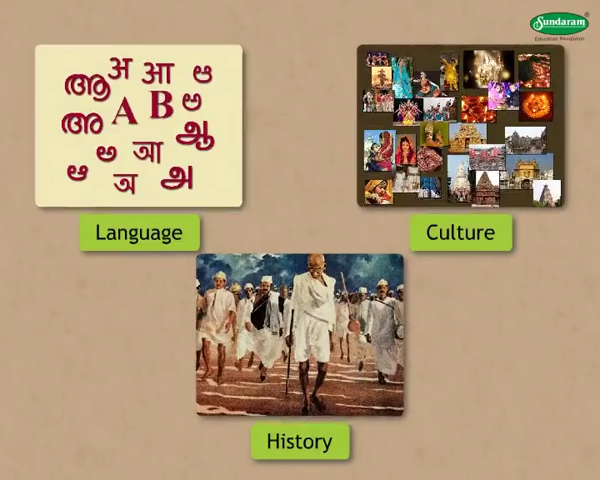 Sundaram
Education Revolution
ആ अ आ
A B
അ ஆ
आ
अ அ
Language
Culture
History